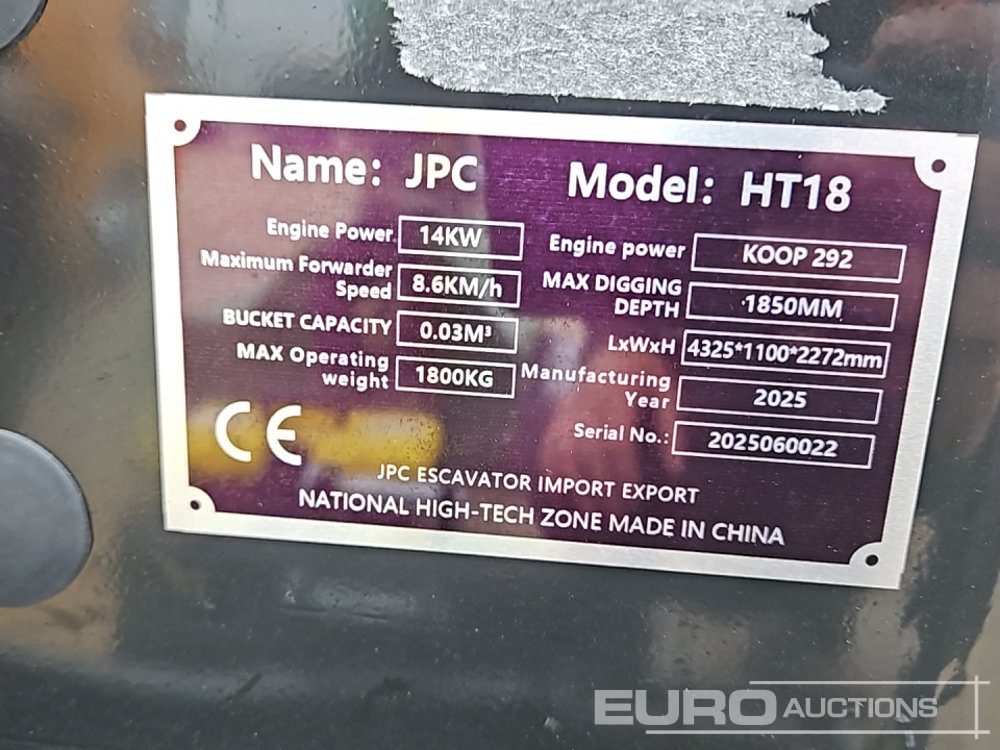 Name: JPC Model: HT18
Engine Power 14KW
Engine power KOOP 292
Maximum Forwarder
Speed 8.6KM/h
MAX DIGGING
DEPTH 1850MM
BUCKET CAPACITY 0.03M³
LxWxH 4325*1100*2272mm
MAX Operating
weight 1800KG
Manufacturing
Year 2025
Serial No.: 2025060022
CE
JPC ESCAVATOR IMPORT EXPORT
NATIONAL HIGH-TECH ZONE MADE IN CHINA
EURO AUCTIONS